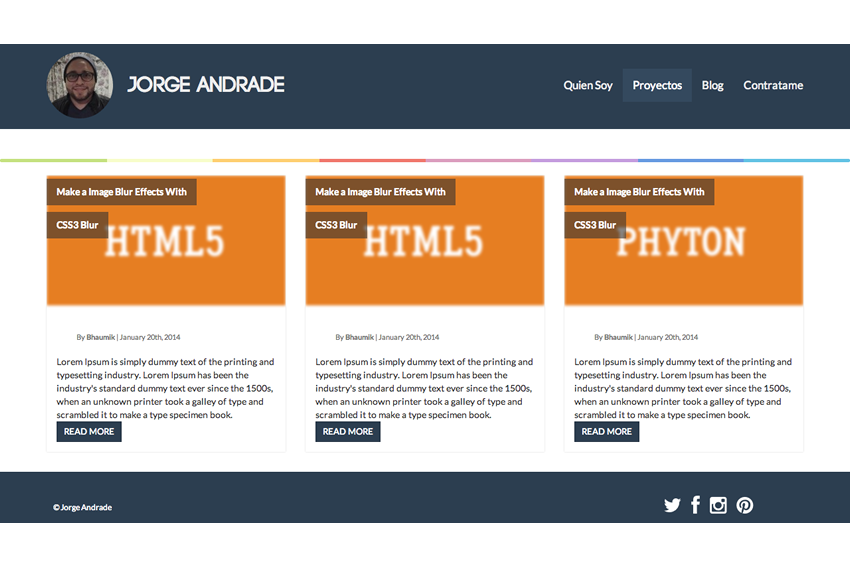 JORGE ANDRADE
Quien Soy Proyectos Blog Contratame
Make a Image Blur Effects With
CSS3 Blur
HTML5
By Bhaumik | January 20th, 2014
Lorem Ipsum is simply dummy text of the printing and
typesetting industry. Lorem Ipsum has been the
industry's standard dummy text ever since the 1500s,
when an unknown printer took a galley of type and
scrambled it to make a type specimen book.
READ MORE
Make a Image Blur Effects With
CSS3 Blur
HTML5
By Bhaumik | January 20th, 2014
Lorem Ipsum is simply dummy text of the printing and
typesetting industry. Lorem Ipsum has been the
industry's standard dummy text ever since the 1500s,
when an unknown printer took a galley of type and
scrambled it to make a type specimen book.
READ MORE
Make a Image Blur Effects With
CSS3 Blur
PHYTON
By Bhaumik | January 20th, 2014
Lorem Ipsum is simply dummy text of the printing and
typesetting industry. Lorem Ipsum has been the
industry's standard dummy text ever since the 1500s,
when an unknown printer took a galley of type and
scrambled it to make a type specimen book.
READ MORE
© Jorge Andrade